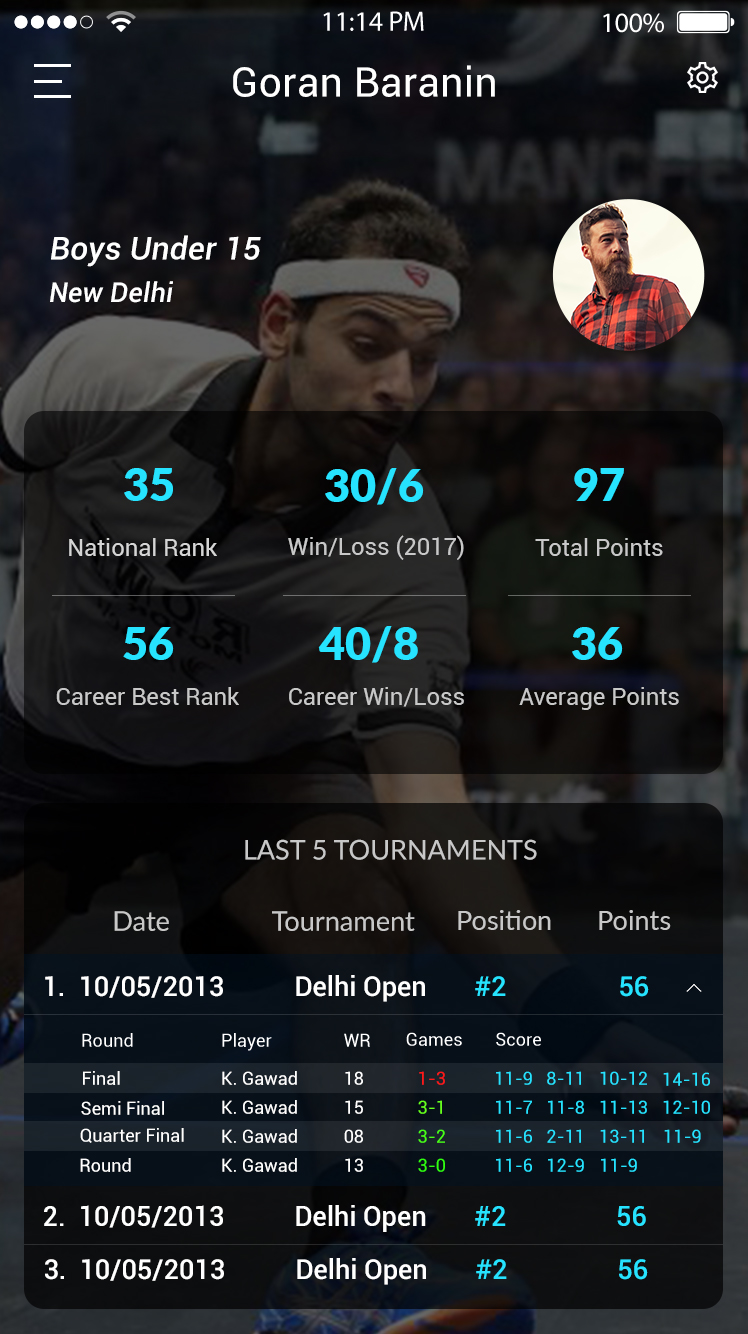 11:14 PM 100%
Goran Baranin
MANCHE
Boys Under 15
New Delhi
35 30/6 97
National Rank Win/Loss (2017) Total Points
56 40/8 36
Career Best Rank Career Win/Loss Average Points
LAST 5 TOURNAMENTS
Date Tournament Position Points
1. 10/05/2013 Delhi Open #2 56
Round Player WR Games Score
Final K. Gawad 18 1-3 11-9 8-11 10-12 14-16
Semi Final K. Gawad 15 3-1 11-7 11-8 11-13 12-10
Quarter Final K. Gawad 08 3-2 11-6 2-11 13-11 11-9
Round K. Gawad 13 3-0 11-6 12-9 11-9
2. 10/05/2013 Delhi Open #2 56
3. 10/05/2013 Delhi Open #2 56